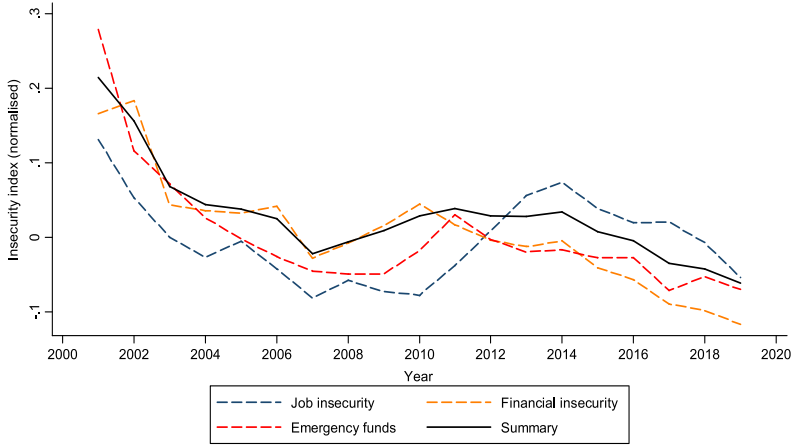 Insecurity index (normalised)
.3
.2
.1
0
-.1
2000 2002 2004 2006 2008 2010 2012 2014 2016 2018 2020
Year
Job insecurity Financial insecurity
Emergency funds Summary